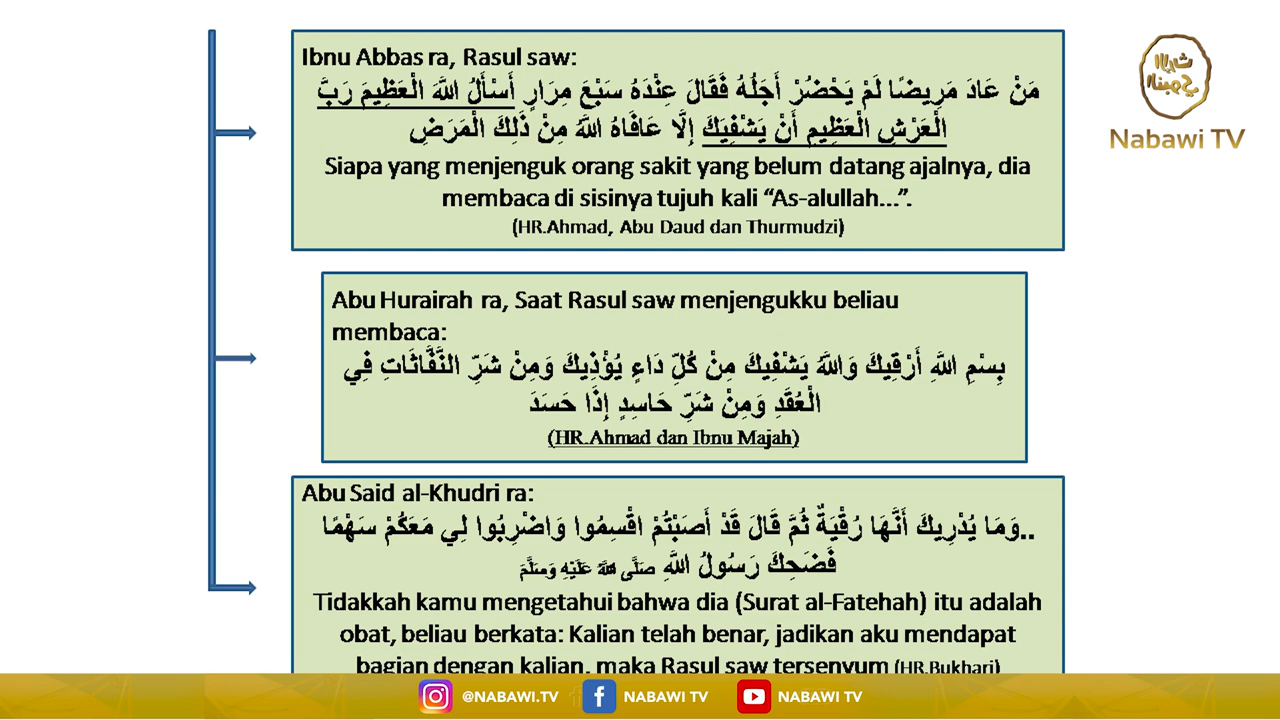 Ibnu Abbas ra, Rasul saw:
مَنْ عَادَ مَرِيضًا لَمْ يَحْضُرْ أَجَلُهُ فَقَالَ عِنْدَهُ سَبْعَ مِرَارٍ أَسْأَلُ اللَّهَ الْعَظِيمَ رَبَّ
الْعَرْشِ الْعَظِيمِ أَنْ يَشْفِيَكَ إِلَّا عَافَاهُ اللَّهُ مِنْ ذَلِكَ الْمَرَضِ
Siapa yang menjenguk orang sakit yang belum datang ajalnya, dia
membaca di sisinya tujuh kali “As-alullah...”.
(HR.Ahmad, Abu Daud dan Thurmudzi)
Abu Hurairah ra, Saat Rasul saw menjengukku beliau
membaca:
بِسْمِ اللَّهِ أَرْقِيكَ وَاللَّهُ يَشْفِيكَ مِنْ كُلِّ دَاءٍ يُؤْذِيكَ وَمِنْ شَرِّ النَّفَّاثَاتِ فِي
الْعُقَدِ وَمِنْ شَرِّ حَاسِدٍ إِذَا حَسَدَ
(HR.Ahmad dan Ibnu Majah)
Abu Said al-Khudri ra:
..وَمَا يُدْرِيكَ أَنَّهَا رُقْيَةٌ ثُمَّ قَالَ قَدْ أَصَبْتُمْ اقْسِمُوا وَاضْرِبُوا لِي مَعَكُمْ سَهْمًا
فَضَحِكَ رَسُولُ اللَّهِ صَلَّى اللَّهُ عَلَيْهِ وَسَلَّمَ
Tidakkah kamu mengetahui bahwa dia (Surat al-Fatehah) itu adalah
obat, beliau berkata: Kalian telah benar, jadikan aku mendapat
bagian dengan kalian, maka Rasul saw tersenyum (HR.Bukhari)
Nabawi TV
@NABAWI.TV
NABAWI TV
NABAWI TV